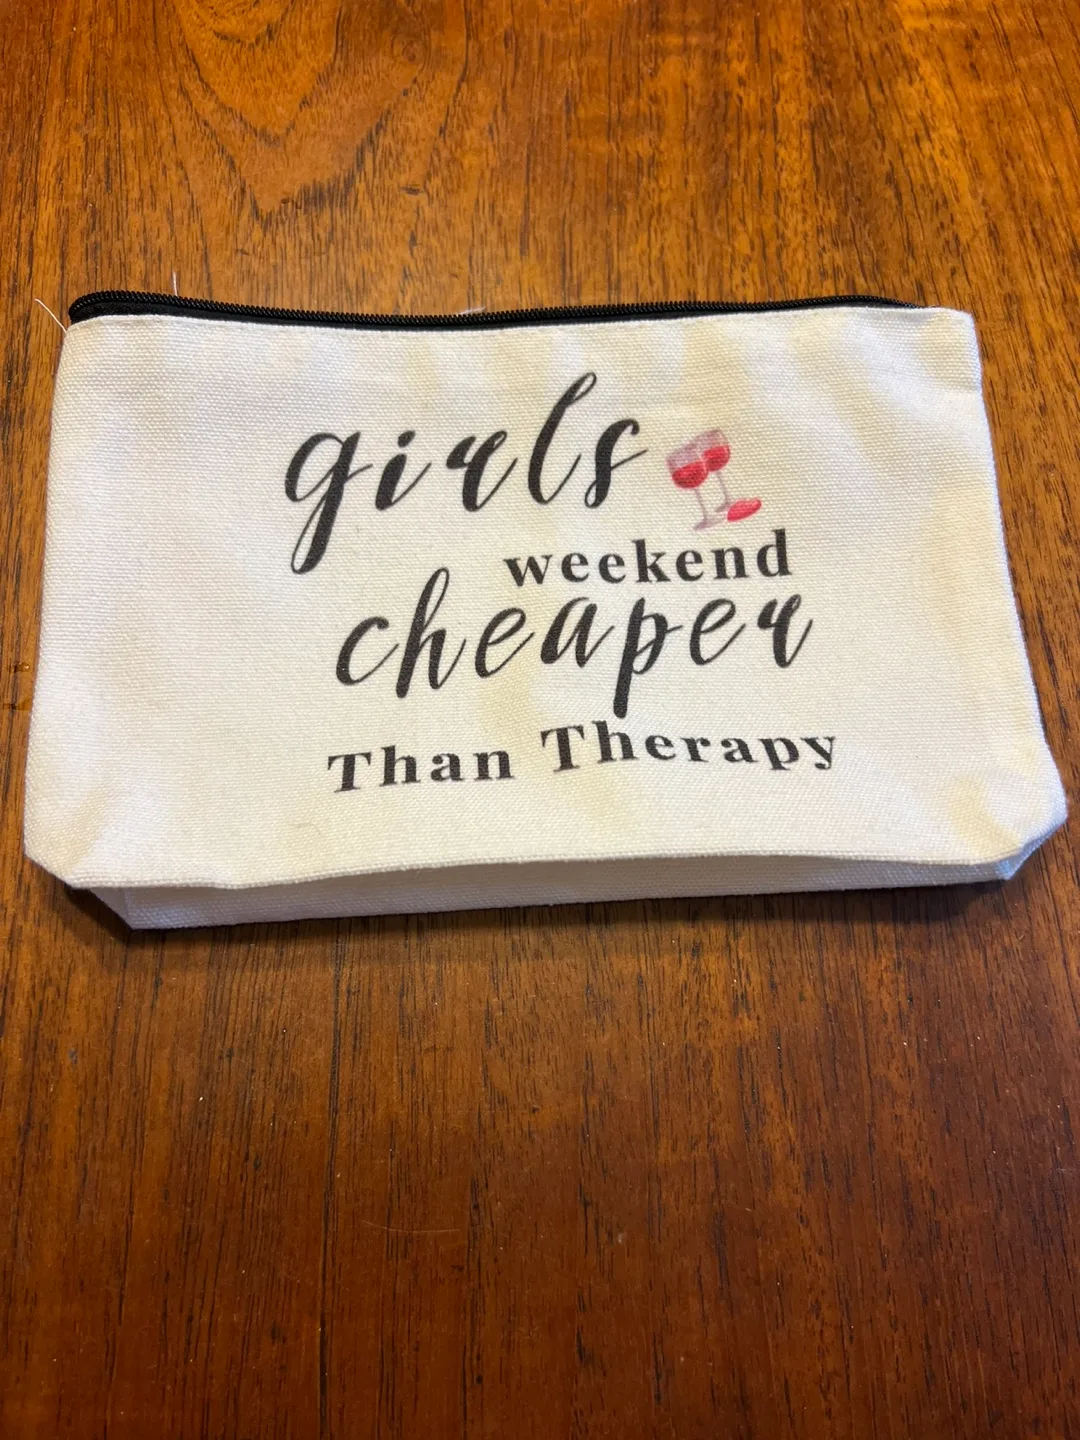 girls
weekend
cheaper
Than Therapy